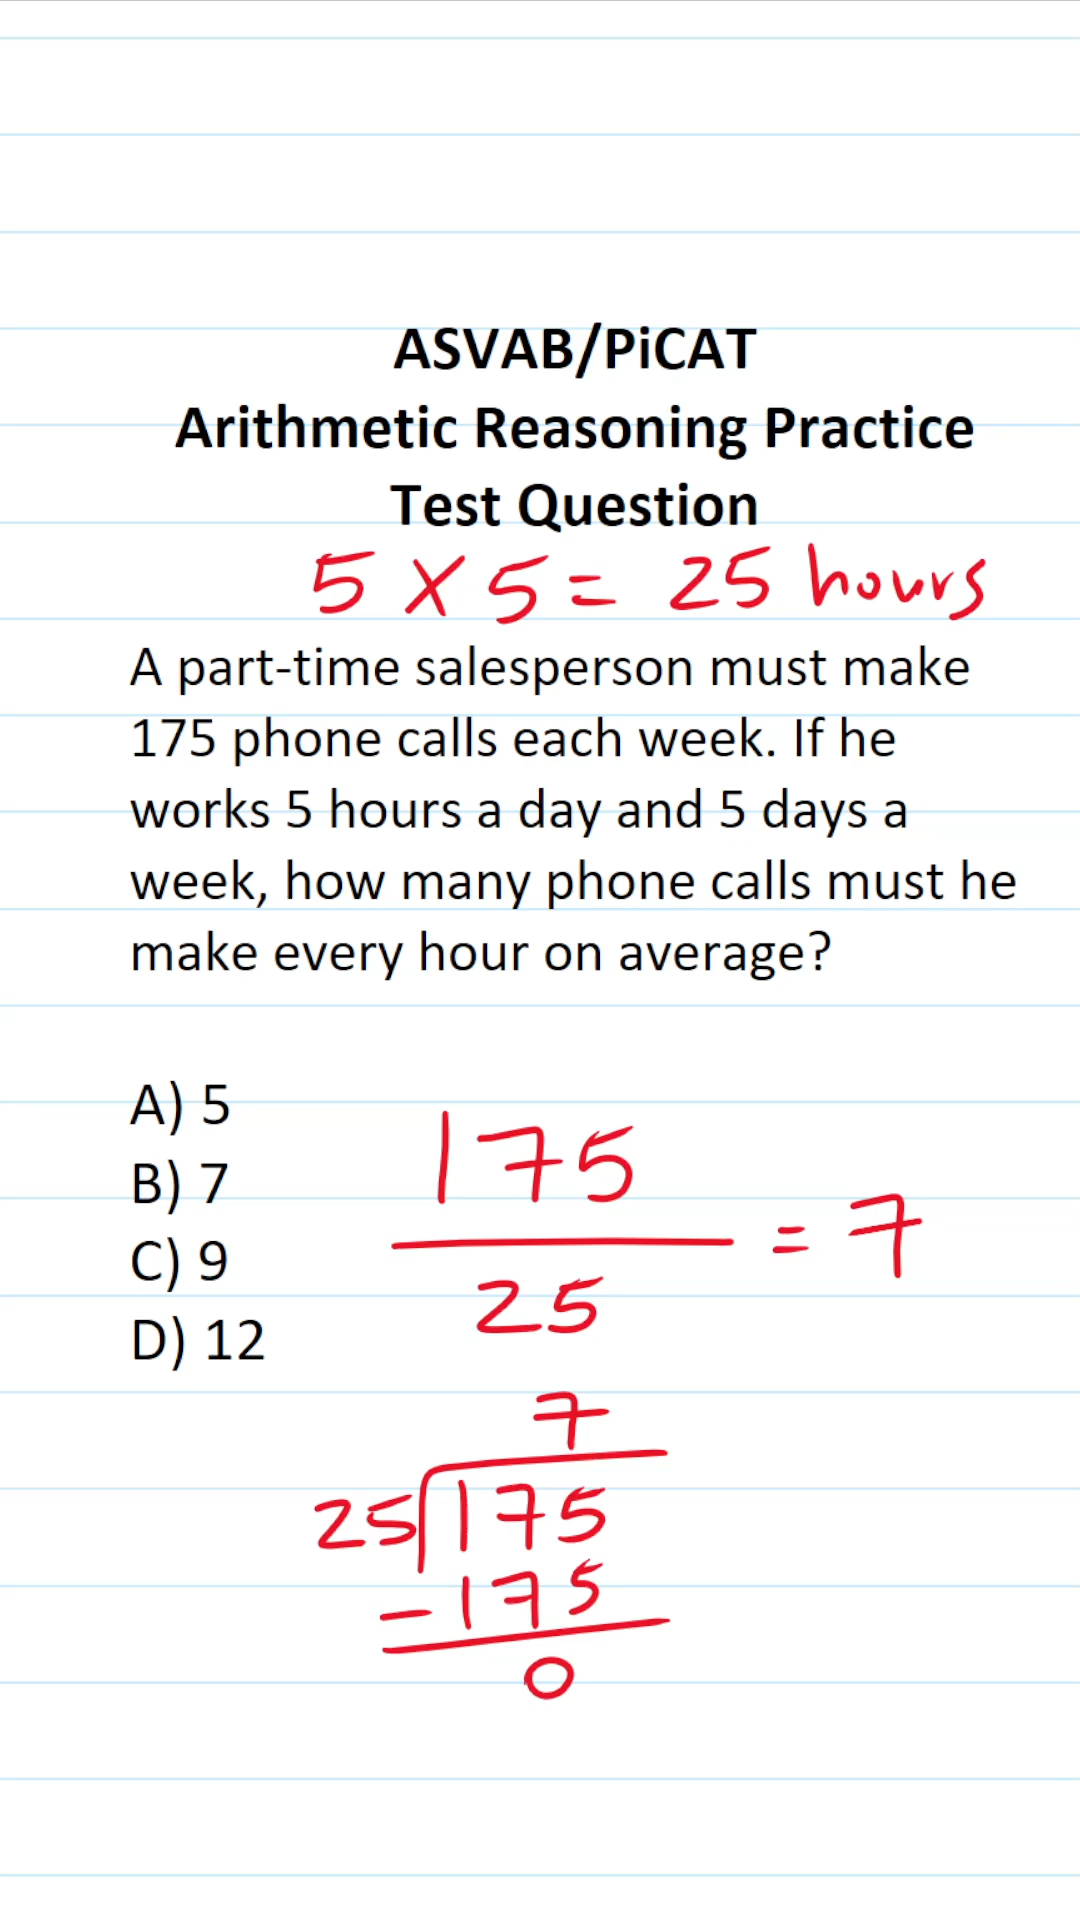 ASVAB/PiCAT
Arithmetic Reasoning Practice
Test Question
5 × 5 = 25 hours
A part-time salesperson must make
175 phone calls each week. If he
works 5 hours a day and 5 days a
week, how many phone calls must he
make every hour on average?
A) 5
B) 7
C) 9
D) 12
175
= 7
25
7
25 175
- 175
0